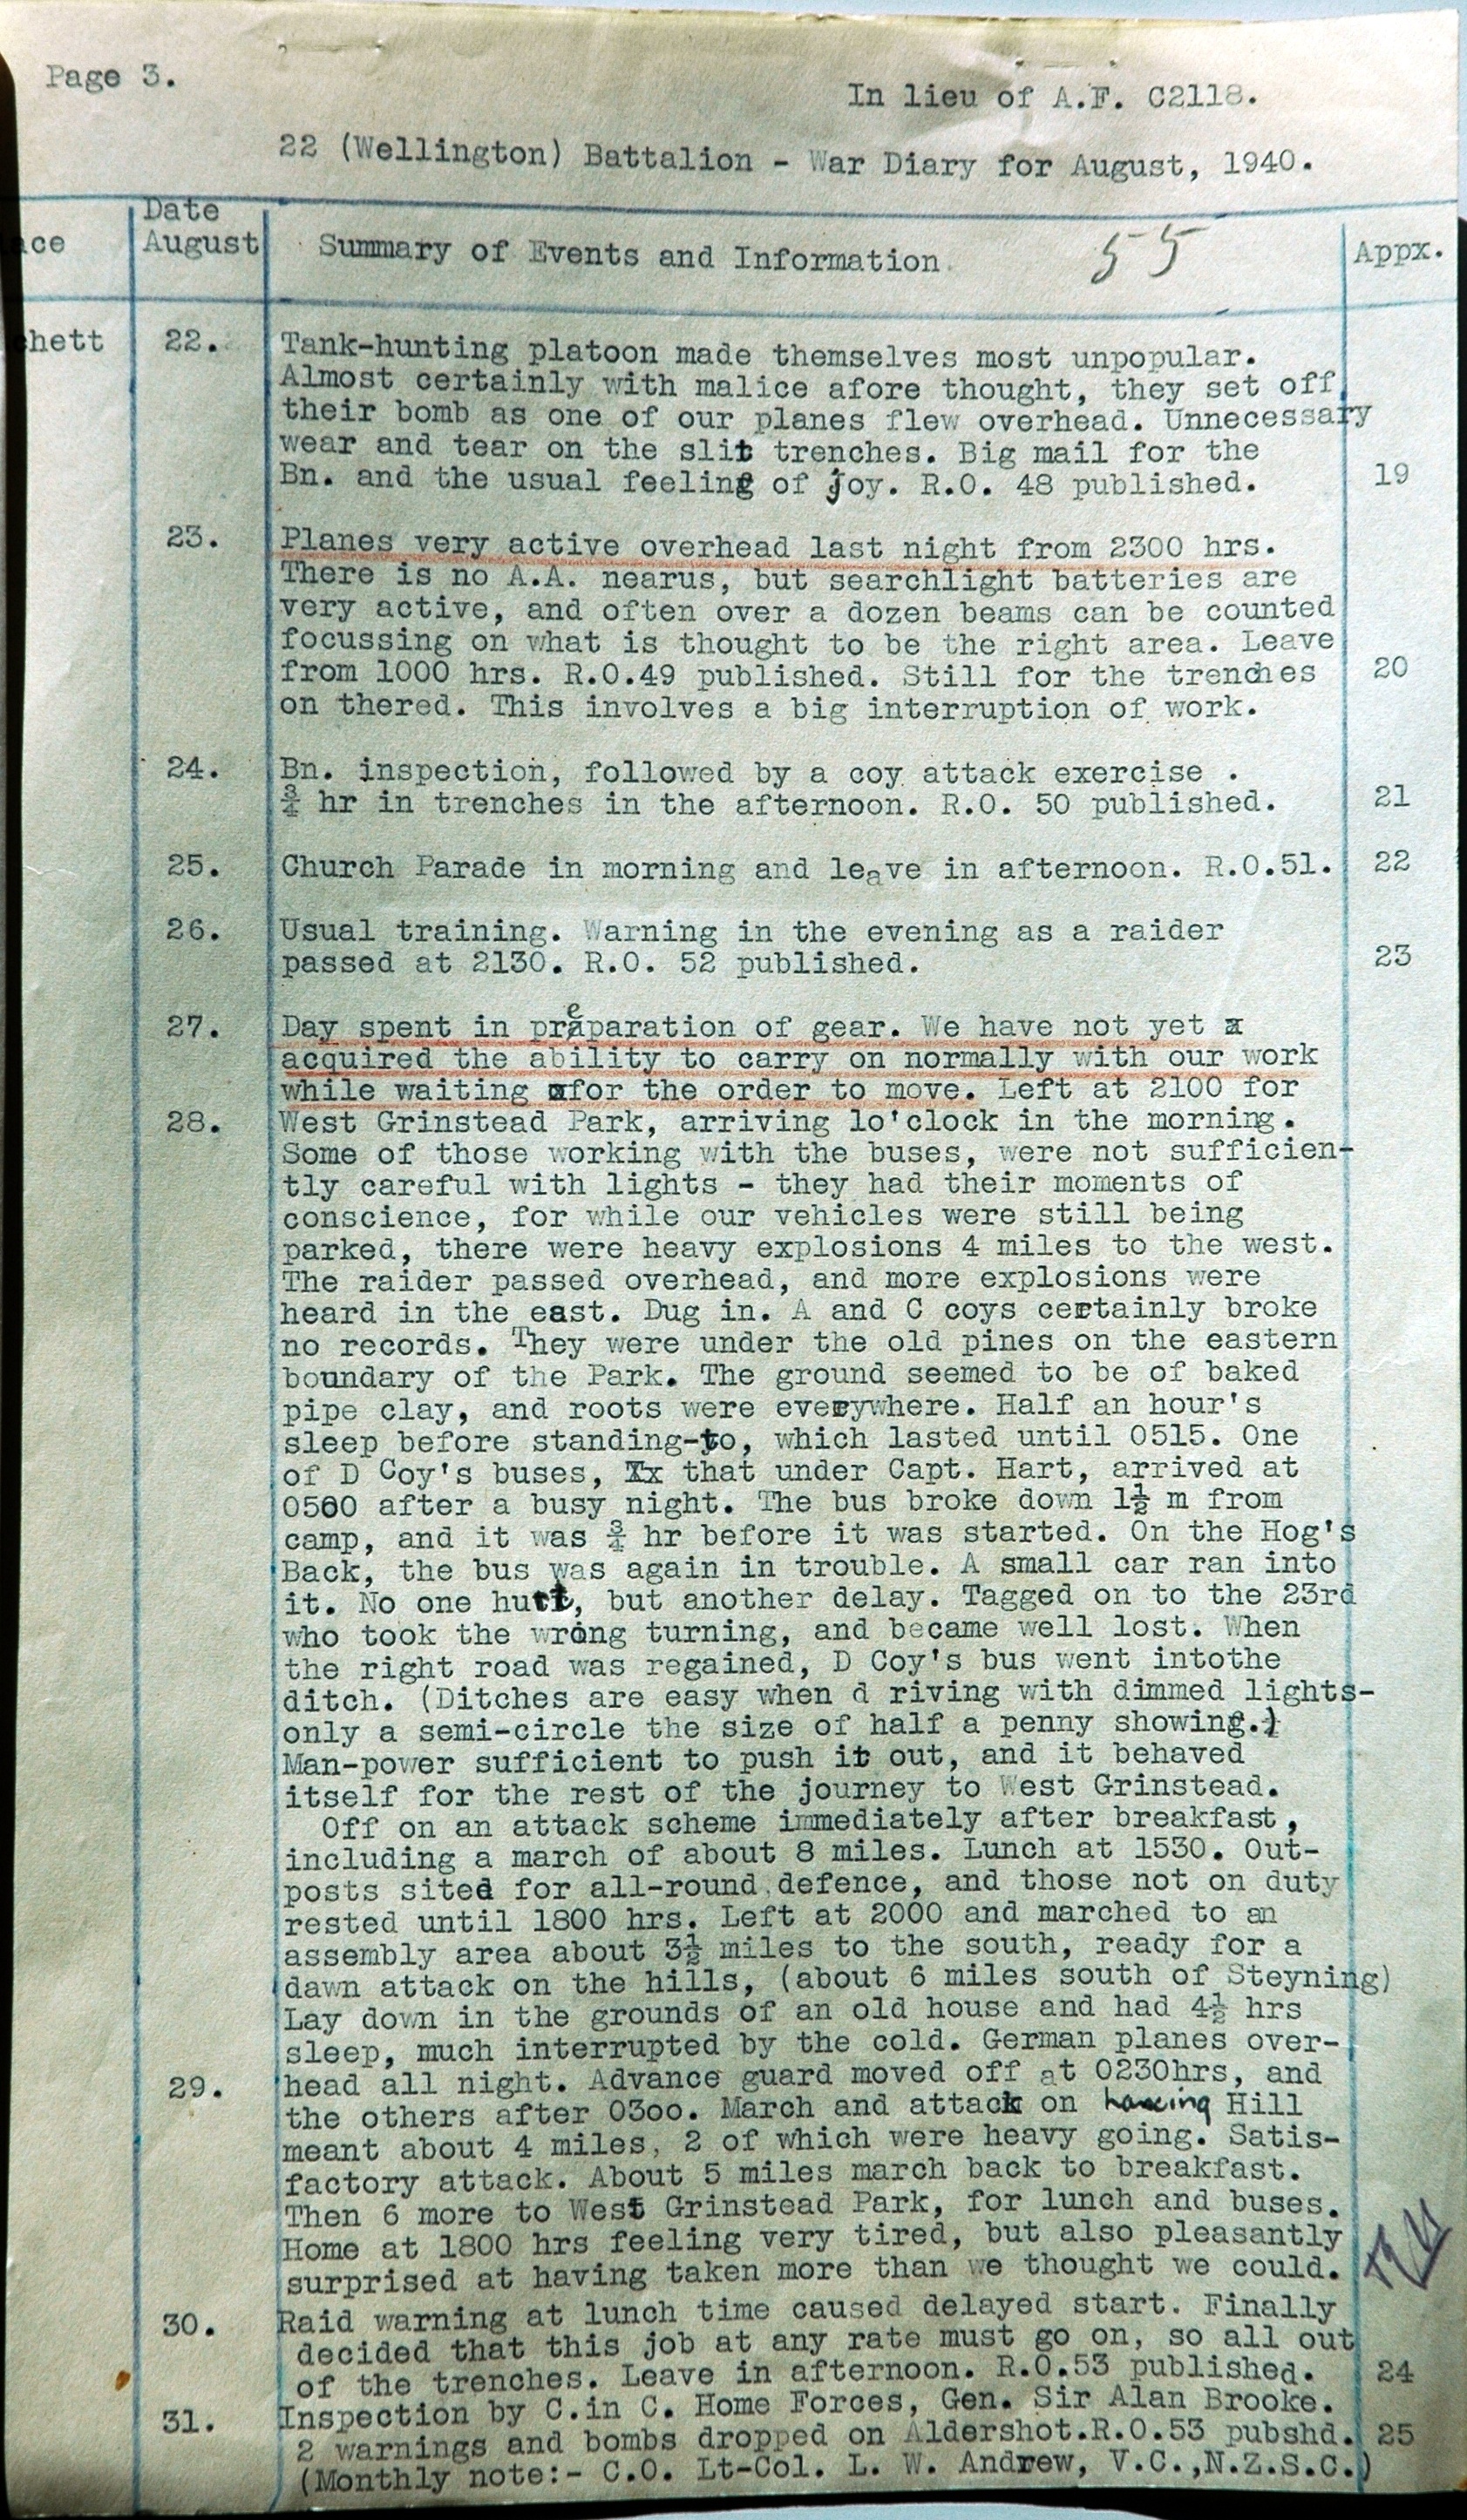 Page 3.
In lieu of A.F. C2118.
22 (Wellington) Battalion - War Diary for August, 1940.
ace
Date
August
Summary of Events and Information
55
Appx.
hett
22. Tank-hunting platoon made themselves most unpopular.
Almost certainly with malice afore thought, they set off
their bomb as one of our planes flew overhead. Unnecessary
wear and tear on the slit trenches. Big mail for the
Bn. and the usual feeling of joy. R.O. 48 published. 19
23. Planes very active overhead last night from 2300 hrs.
There is no A.A. nearus, but searchlight batteries are
very active, and often over a dozen beams can be counted
focussing on what is thought to be the right area. Leave
from 1000 hrs. R.O.49 published. Still for the trenches 20
on thered. This involves a big interruption of work.
24. Bn. inspection, followed by a coy attack exercise .
¾ hr in trenches in the afternoon. R.O. 50 published. 21
25. Church Parade in morning and leave in afternoon. R.O.51. 22
26. Usual training. Warning in the evening as a raider
passed at 2130. R.O. 52 published. 23
27. Day spent in preparation of gear. We have not yet x
acquired the ability to carry on normally with our work
while waiting for the order to move. Left at 2100 for
28. West Grinstead Park, arriving 1o'clock in the morning.
Some of those working with the buses, were not sufficien-
tly careful with lights - they had their moments of
conscience, for while our vehicles were still being
parked, there were heavy explosions 4 miles to the west.
The raider passed overhead, and more explosions were
heard in the east. Dug in. A and C coys certainly broke
no records. They were under the old pines on the eastern
boundary of the Park. The ground seemed to be of baked
pipe clay, and roots were everywhere. Half an hour's
sleep before standing-to, which lasted until 0515. One
of D Coy's buses, xx that under Capt. Hart, arrived at
0500 after a busy night. The bus broke down 1½ m from
camp, and it was ¾ hr before it was started. On the Hog's
Back, the bus was again in trouble. A small car ran into
it. No one hurt, but another delay. Tagged on to the 23rd
who took the wrong turning, and became well lost. When
the right road was regained, D Coy's bus went intothe
ditch. (Ditches are easy when d riving with dimmed lights-
only a semi-circle the size of half a penny showing.)
Man-power sufficient to push it out, and it behaved
itself for the rest of the journey to West Grinstead.
Off on an attack scheme immediately after breakfast,
including a march of about 8 miles. Lunch at 1530. Out-
posts sited for all-round defence, and those not on duty
rested until 1800 hrs. Left at 2000 and marched to an
assembly area about 3½ miles to the south, ready for a
dawn attack on the hills, (about 6 miles south of Steyning)
Lay down in the grounds of an old house and had 4½ hrs
sleep, much interrupted by the cold. German planes over-
29. head all night. Advance guard moved off at 0230hrs, and
the others after 03oo. March and attack on Hill
meant about 4 miles, 2 of which were heavy going. Satis-
factory attack. About 5 miles march back to breakfast.
Then 6 more to West Grinstead Park, for lunch and buses.
Home at 1800 hrs feeling very tired, but also pleasantly
surprised at having taken more than we thought we could.
30. Raid warning at lunch time caused delayed start. Finally
decided that this job at any rate must go on, so all out
of the trenches. Leave in afternoon. R.O.53 published. 24
31. Inspection by C.in C. Home Forces, Gen. Sir Alan Brooke.
2 warnings and bombs dropped on Aldershot.R.O.53 pubshd. 25
(Monthly note:- C.O. Lt-Col. L. W. Andrew, V.C.,N.Z.S.C.)